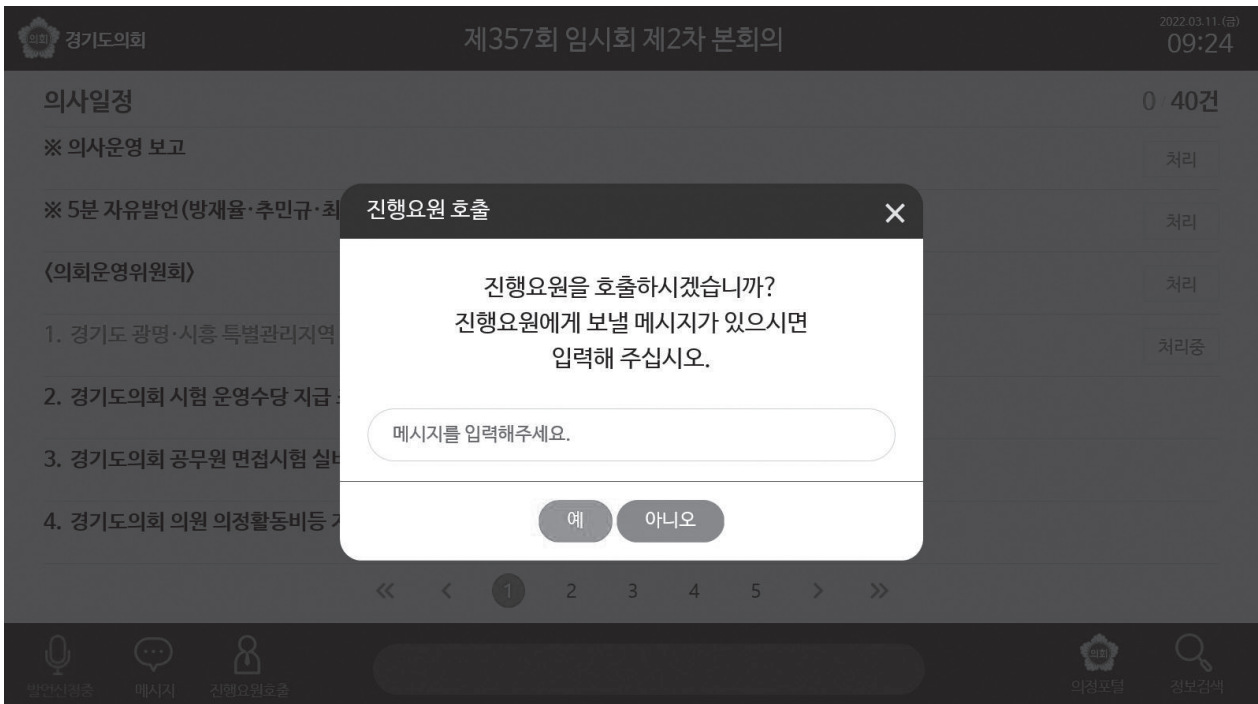 의회 경기도의회
제357회 임시회 제2차 본회의
2022.03.11.(금)
09:24
의사일정
0 / 40건
※ 의사운영 보고
처리
※ 5분 자유발언(방재율·추민규·최
처리
〈의회운영위원회〉
처리
1. 경기도 광명·시흥 특별관리지역
처리중
2. 경기도의회 시험 운영수당 지급
3. 경기도의회 공무원 면접시험 실비
4. 경기도의회 의원 의정활동비등
진행요원 호출
진행요원을 호출하시겠습니까?
진행요원에게 보낼 메시지가 있으시면
입력해 주십시오.
메시지를 입력해주세요.
예 아니오
« < 1 2 3 4 5 > »
발언신청중 메시지 진행요원호출
의회
의정포털 정보검색